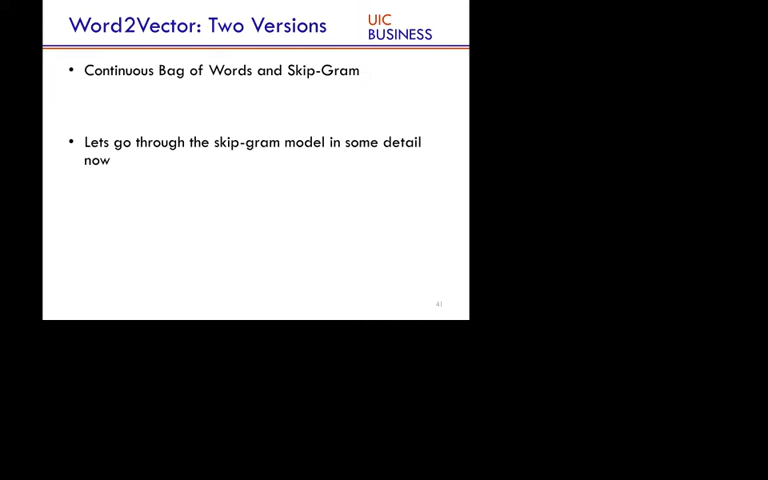 Word2Vector: Two Versions
UIC
BUSINESS
• Continuous Bag of Words and Skip-Gram
• Lets go through the skip-gram model in some detail
now
41